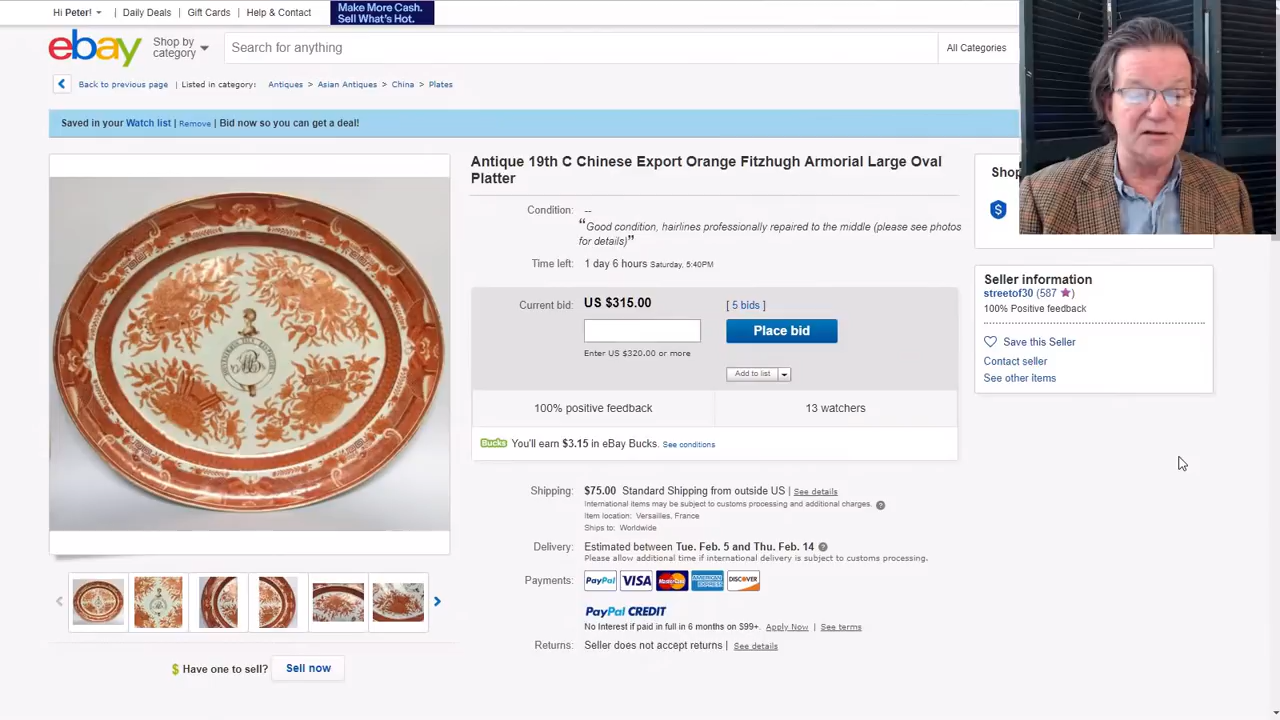 Hi Peter!
Daily Deals
Gift Cards
Help & Contact
Make More Cash.
Sell What's Hot.
ebay
Shop by
category
Search for anything
All Categories
Back to previous page
Listed in category:
Antiques > Asian Antiques > China > Plates
Saved in your Watch list | Remove | Bid now so you can get a deal!
Antique 19th C Chinese Export Orange Fitzhugh Armorial Large Oval
Platter
Condition: --
"Good condition, hairlines professionally repaired to the middle (please see photos
for details)"
Time left: 1 day 6 hours Saturday, 5:40PM
Current bid: US $315.00 [ 5 bids ]
Place bid
Enter US $320.00 or more
Add to list
100% positive feedback
13 watchers
Bucks You'll earn $3.15 in eBay Bucks. See conditions
Shipping: $75.00 Standard Shipping from outside US | See details
International items may be subject to customs processing and additional charges. ?
Item location: Versailles, France
Ships to: Worldwide
Delivery: Estimated between Tue. Feb. 5 and Thu. Feb. 14 ?
Please allow additional time if international delivery is subject to customs processing.
Payments: PayPal VISA MasterCard AMERICAN EXPRESS DISCOVER
PayPal CREDIT
No Interest if paid in full in 6 months on $99+. Apply Now | See terms
Returns: Seller does not accept returns | See details
Shop
$
Seller information
streetof30 (587 )
100% Positive feedback
Save this Seller
Contact seller
See other items
$ Have one to sell? Sell now